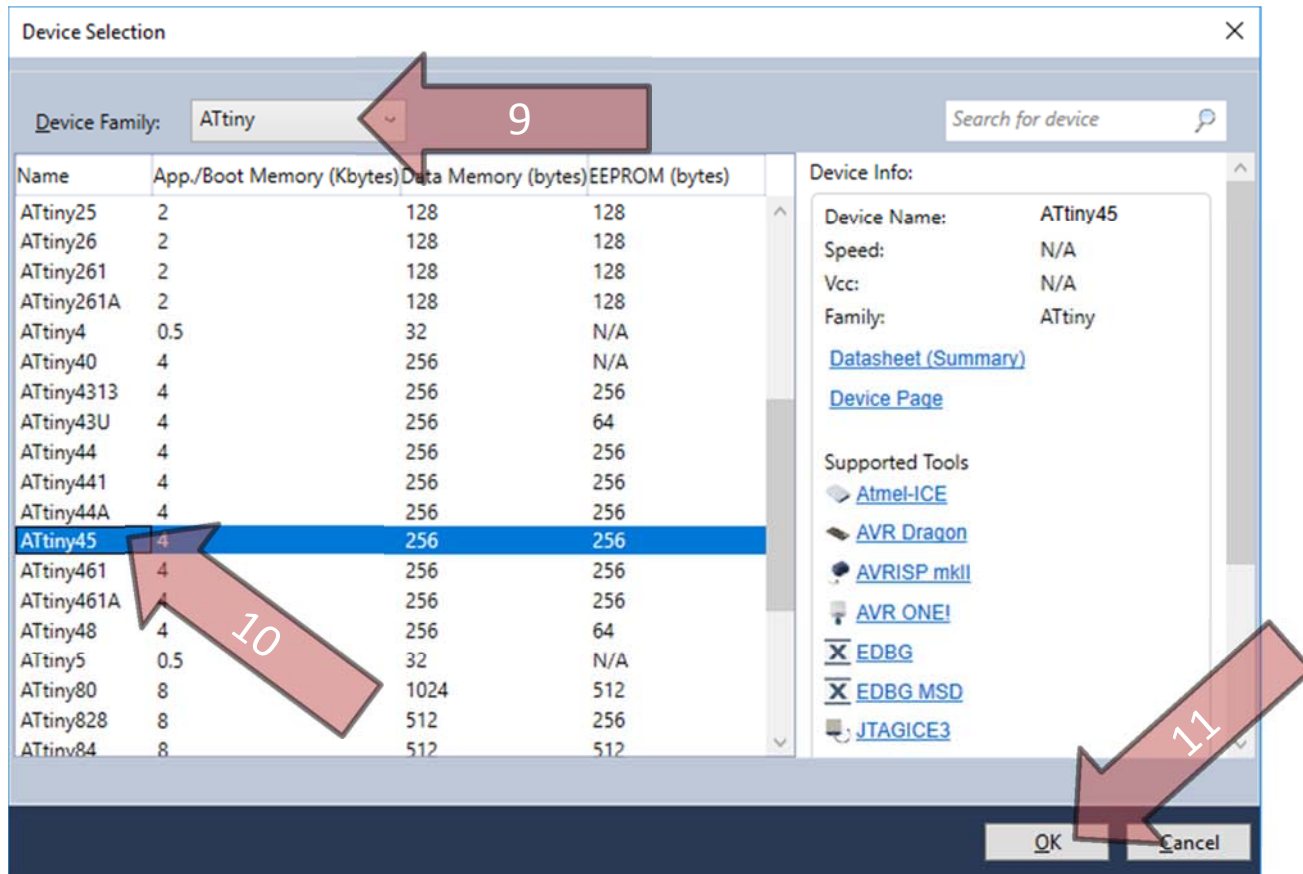 Device Selection
Device Family: ATtiny 9 Search for device
Name App./Boot Memory (Kbytes) Data Memory (bytes) EEPROM (bytes)
ATtiny25 2 128 128
ATtiny26 2 128 128
ATtiny261 2 128 128
ATtiny261A 2 128 128
ATtiny4 0.5 32 N/A
ATtiny40 4 256 N/A
ATtiny4313 4 256 256
ATtiny43U 4 256 64
ATtiny44 4 256 256
ATtiny441 4 256 256
ATtiny44A 4 256 256
ATtiny45 4 256 256
ATtiny461 4 256 256
ATtiny461A 4 256 256
ATtiny48 4 256 64
ATtiny5 0.5 32 N/A
ATtiny80 8 1024 512
ATtiny828 8 512 256
ATtiny84 8 512 512
10
Device Info:
Device Name: ATtiny45
Speed: N/A
Vcc: N/A
Family: ATtiny
Datasheet (Summary)
Device Page
Supported Tools
Atmel-ICE
AVR Dragon
AVRISP mkII
AVR ONE!
EDBG
EDBG MSD
JTAGICE3
11
OK Cancel